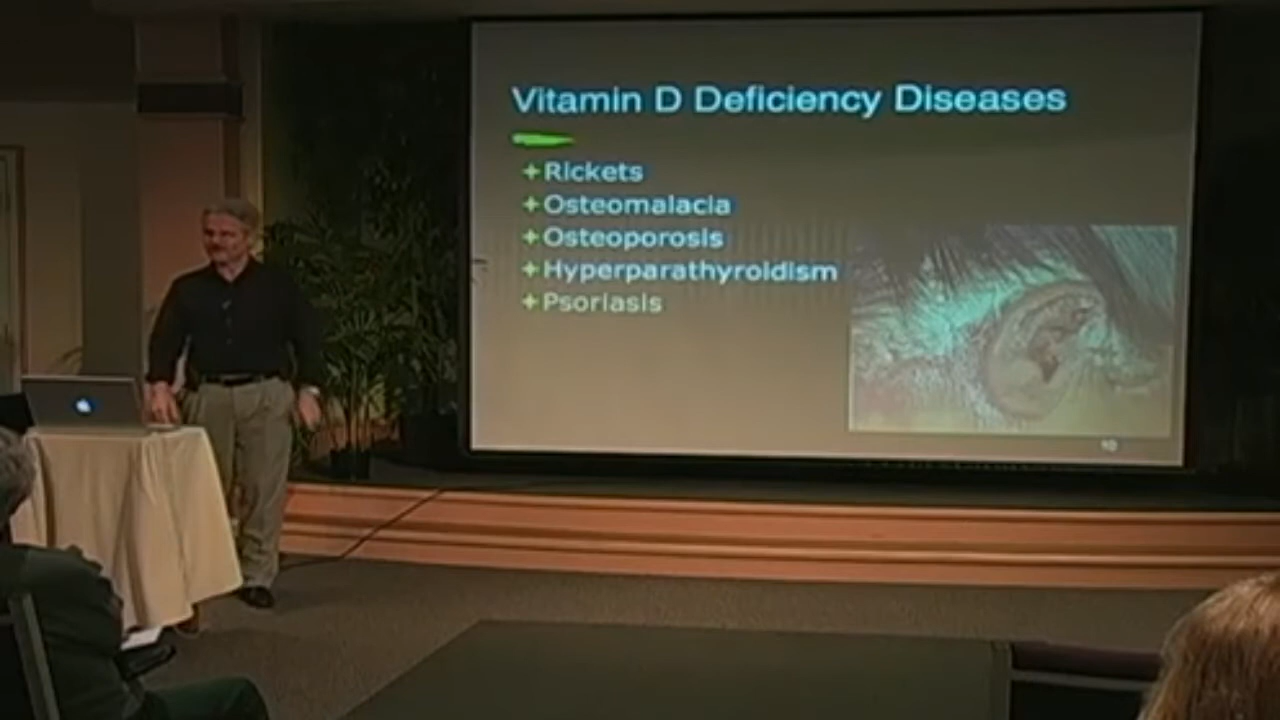 Vitamin D Deficiency Diseases
+Rickets
+Osteomalacia
+Osteoporosis
+Hyperparathyroidism
+Psoriasis